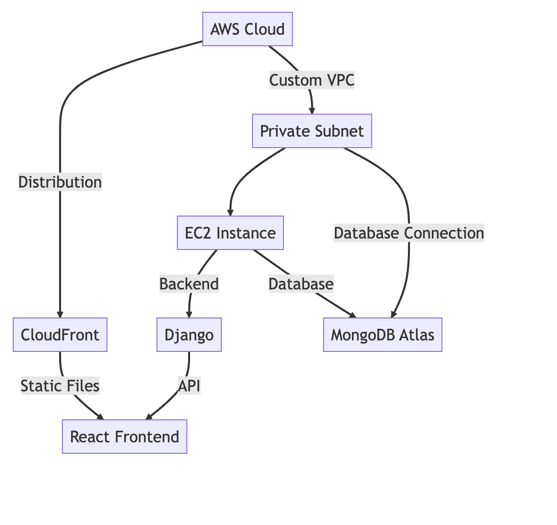 AWS Cloud
Custom VPC
Private Subnet
Distribution
EC2 Instance
Database Connection
Backend
Database
CloudFront
Django
MongoDB Atlas
Static Files
API
React Frontend